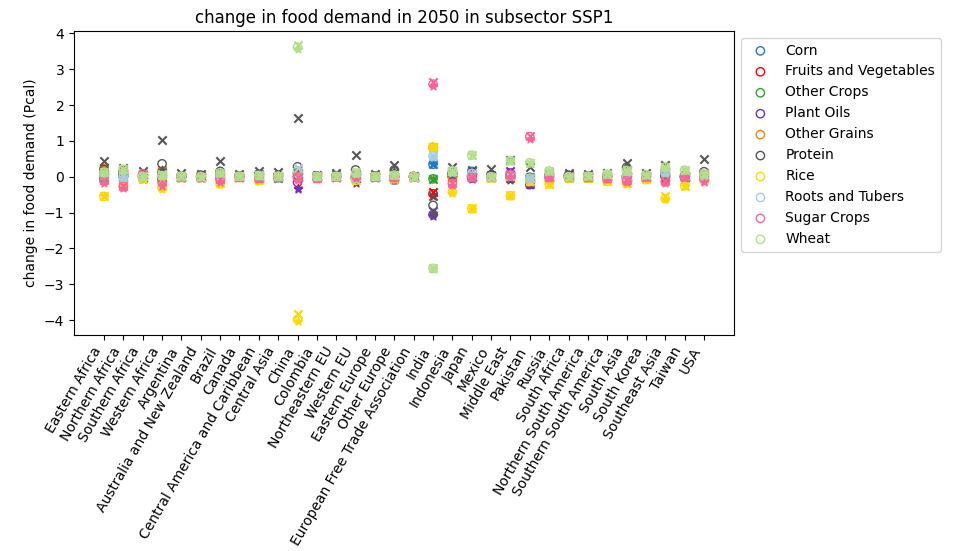 change in food demand in 2050 in subsector SSP1
change in food demand (Pcal)
4
3
2
1
0
−1
−2
−3
−4
Eastern Africa
Northern Africa
Southern Africa
Western Africa
Argentina
Australia and New Zealand
Brazil
Canada
Central America and Caribbean
Central Asia
China
Colombia
Northeastern EU
Western EU
Eastern Europe
Other Europe
European Free Trade Association
India
Indonesia
Japan
Mexico
Middle East
Pakistan
Russia
South Africa
Northern South America
Southern South America
South Asia
South Korea
Southeast Asia
Taiwan
USA
Corn
Fruits and Vegetables
Other Crops
Plant Oils
Other Grains
Protein
Rice
Roots and Tubers
Sugar Crops
Wheat